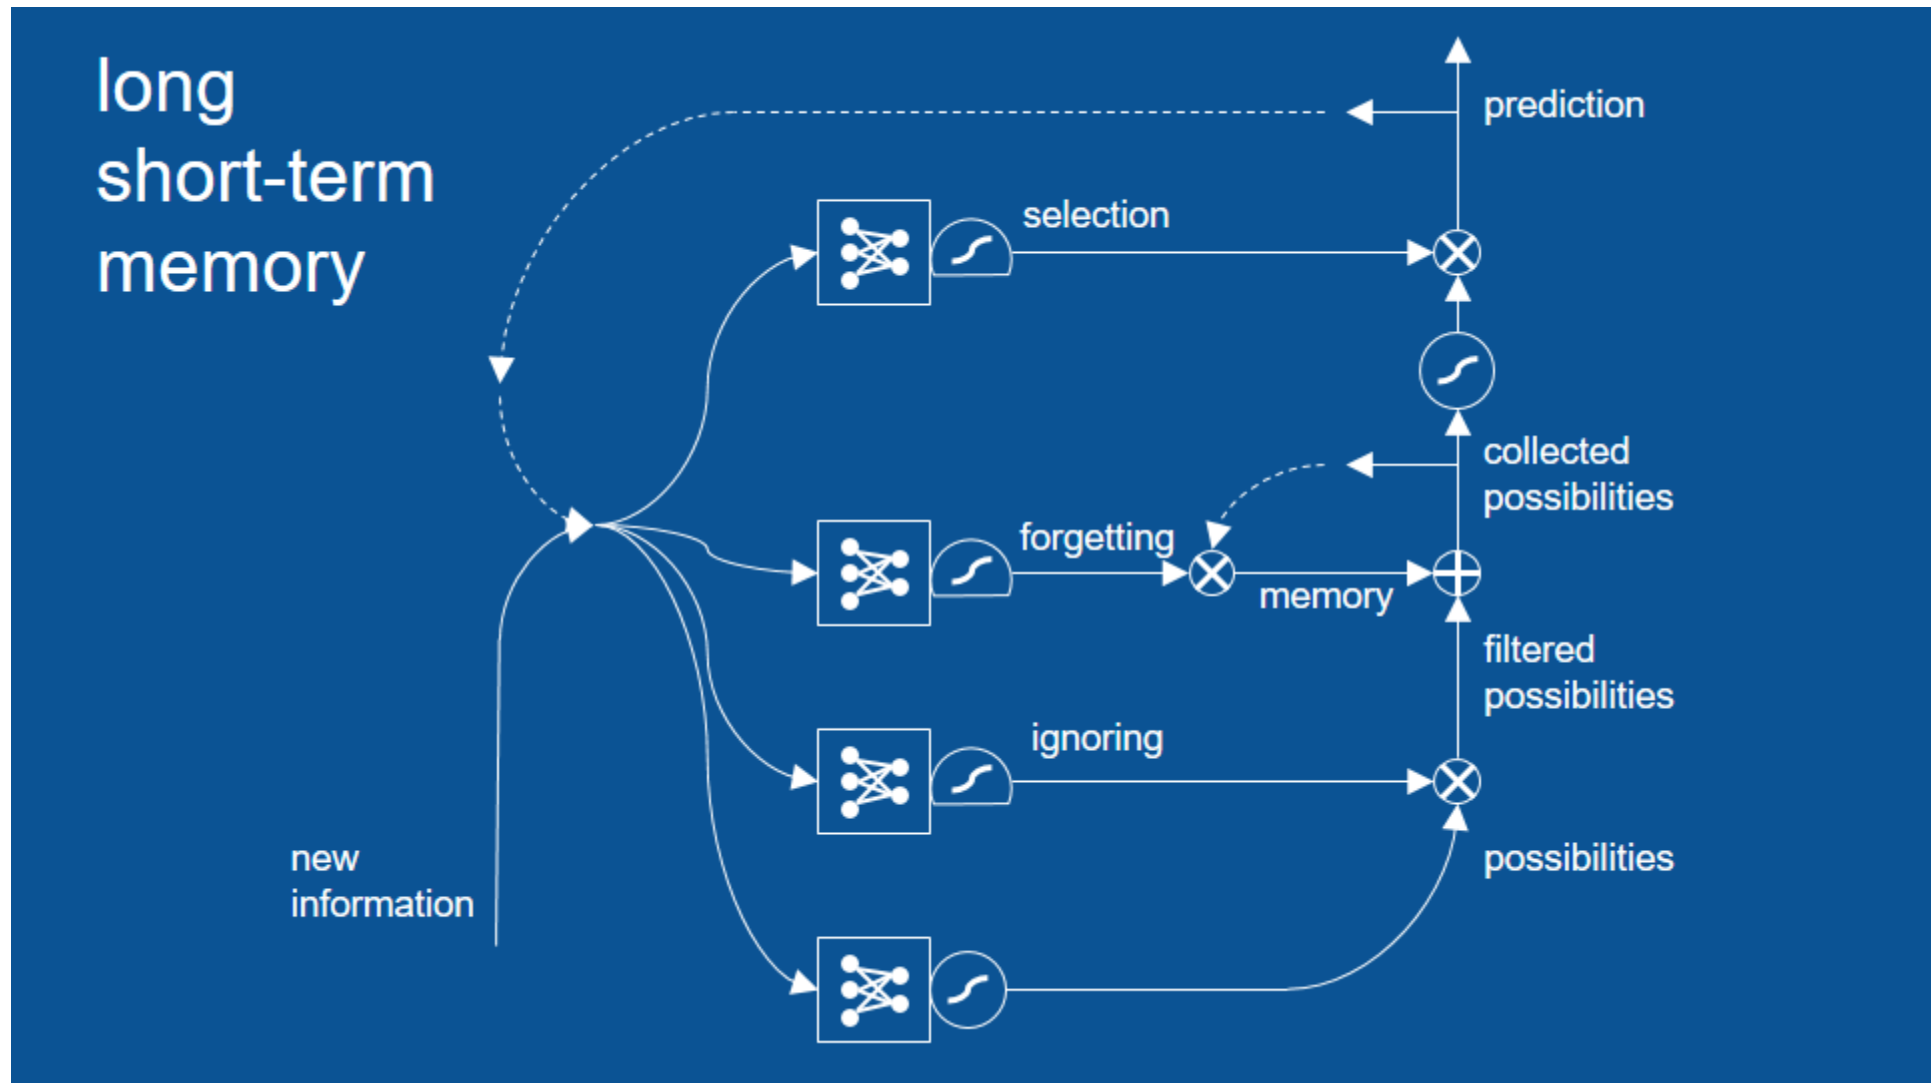 long
short-term
memory
prediction
selection
collected
possibilities
forgetting
memory
filtered
possibilities
ignoring
new
information
possibilities